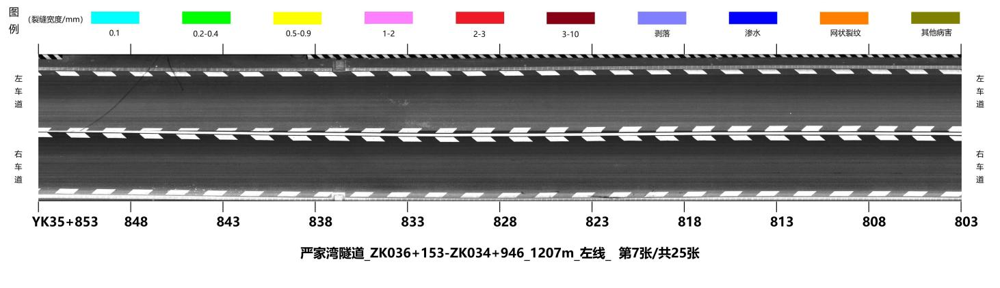 图例
(裂缝宽度/mm)
0.1
0.2-0.4
0.5-0.9
1-2
2-3
3-10
剥落
渗水
网状裂纹
其他病害
左车道
左车道
右车道
右车道
YK35+853 848 843 838 833 828 823 818 813 808 803
严家湾隧道_ZK036+153-ZK034+946_1207m_左线_ 第7张/共25张